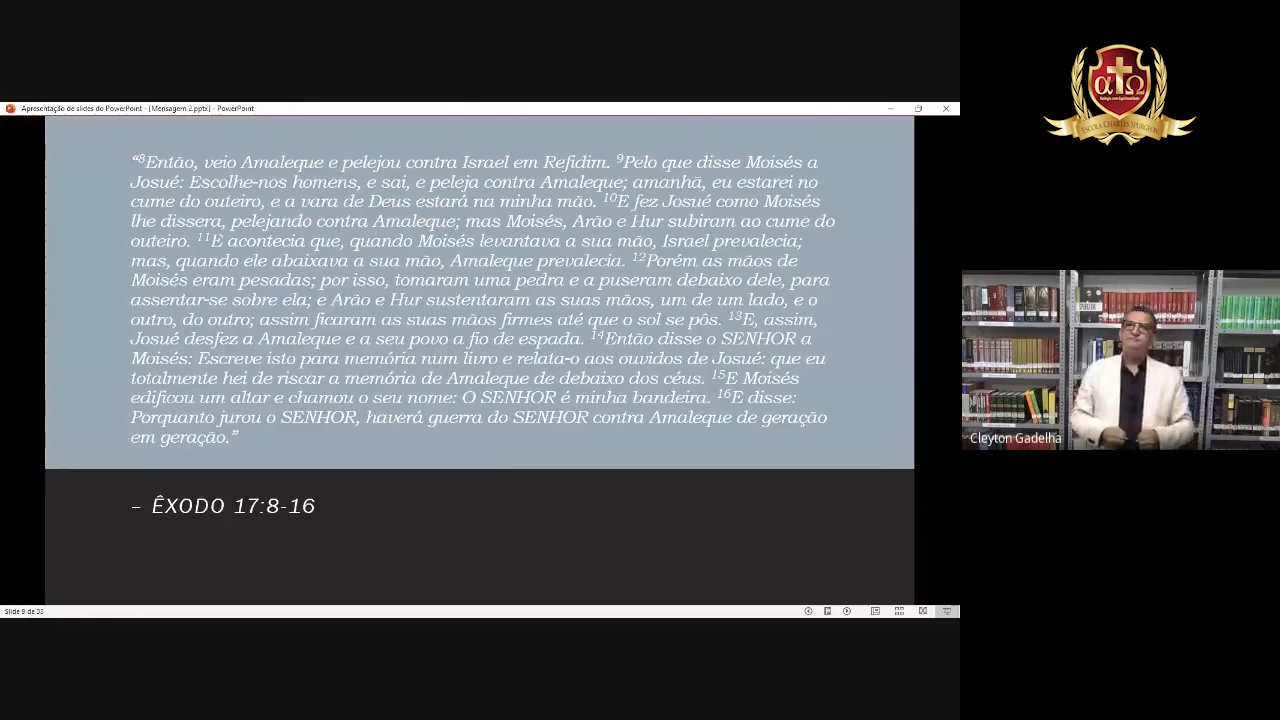 Apresentação de slides do PowerPoint - [Mensagem 2.pptx] - PowerPoint
“⁸Então, veio Amaleque e pelejou contra Israel em Refidim. ⁹Pelo que disse Moisés a
Josué: Escolhe-nos homens, e sai, e peleja contra Amaleque; amanhã, eu estarei no
cume do outeiro, e a vara de Deus estará na minha mão. ¹⁰E fez Josué como Moisés
lhe dissera, pelejando contra Amaleque; mas Moisés, Arão e Hur subiram ao cume do
outeiro. ¹¹E acontecia que, quando Moisés levantava a sua mão, Israel prevalecia;
mas, quando ele abaixava a sua mão, Amaleque prevalecia. ¹²Porém as mãos de
Moisés eram pesadas; por isso, tomaram uma pedra e a puseram debaixo dele, para
assentar-se sobre ela; e Arão e Hur sustentaram as suas mãos, um de um lado, e o
outro, do outro; assim ficaram as suas mãos firmes até que o sol se pôs. ¹³E, assim,
Josué desfez a Amaleque e a seu povo a fio de espada. ¹⁴Então disse o SENHOR a
Moisés: Escreve isto para memória num livro e relata-o aos ouvidos de Josué: que eu
totalmente hei de riscar a memória de Amaleque de debaixo dos céus. ¹⁵E Moisés
edificou um altar e chamou o seu nome: O SENHOR é minha bandeira. ¹⁶E disse:
Porquanto jurou o SENHOR, haverá guerra do SENHOR contra Amaleque de geração
em geração.”
– ÊXODO 17:8-16
Slide 9 de 33
α Ω
Teologia com Espiritualidade
ESCOLA CHARLES SPURGEON
Cleyton Gadelha